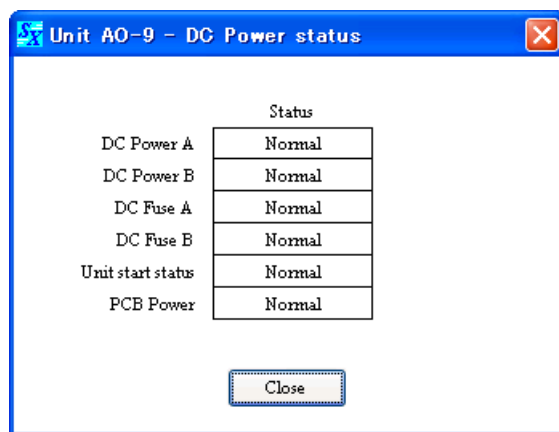 SX Unit AO-9 - DC Power status
Status
DC Power A Normal
DC Power B Normal
DC Fuse A Normal
DC Fuse B Normal
Unit start status Normal
PCB Power Normal
Close